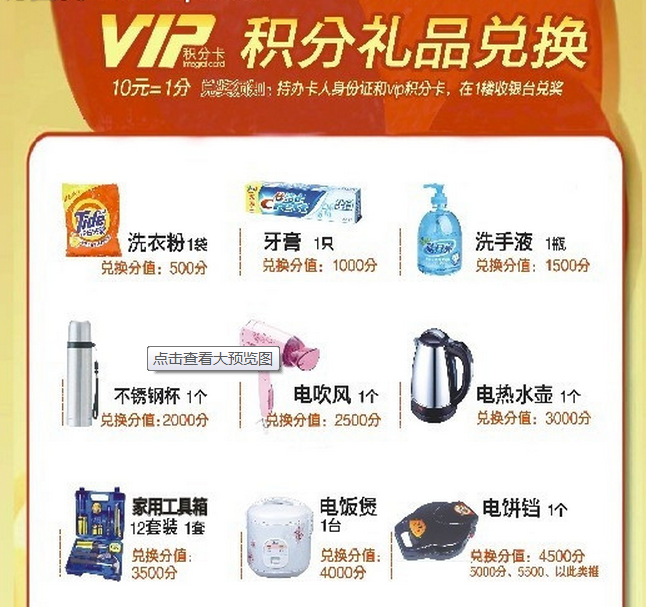 VIP 积分卡 积分礼品兑换
Integral card
10元=1分 兑奖须知：持办卡人身份证和vip积分卡，在1楼收银台兑奖
Tide
洗衣粉1袋
兑换分值：500分
Crest
牙膏 1只
兑换分值：1000分
洗手液 1瓶
兑换分值：1500分
点击查看大预览图
不锈钢杯 1个
兑换分值:2000分
电吹风 1个
兑换分值：2500分
电热水壶 1个
兑换分值：3000分
家用工具箱
12套装 1套
兑换分值：
3500分
电饭煲
1台
兑换分值：
4000分
电饼铛 1个
兑换分值：4500分
5000分、5500、以此类推